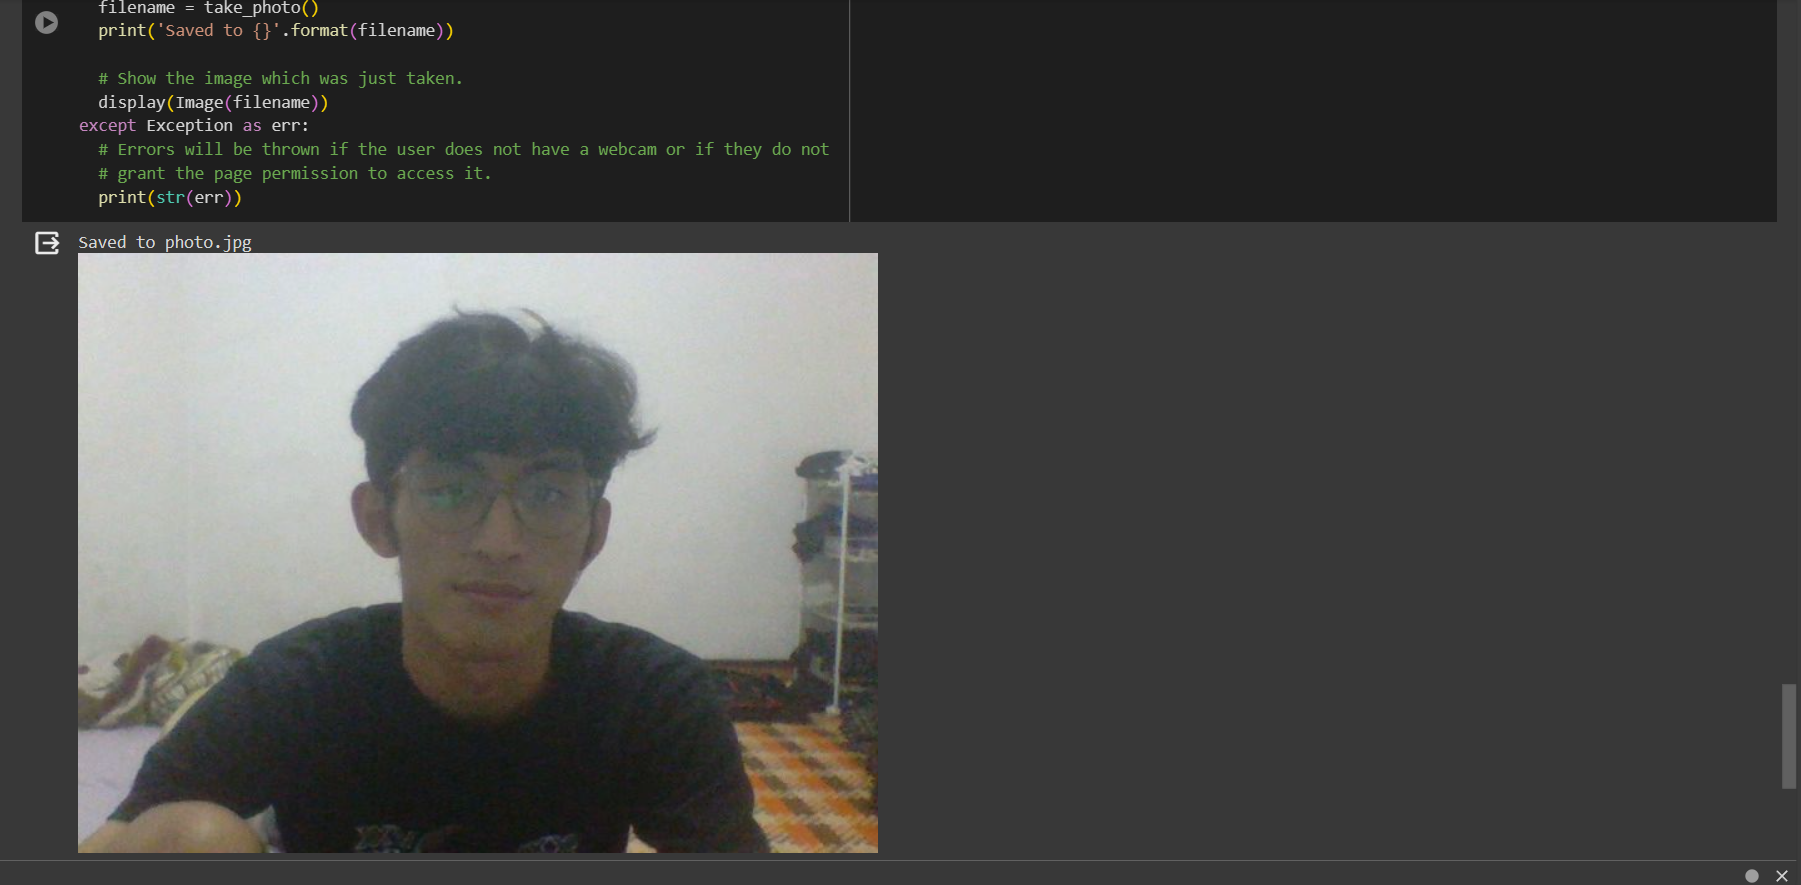 filename = take_photo()
print('Saved to {}'.format(filename))
# Show the image which was just taken.
display(Image(filename))
except Exception as err:
# Errors will be thrown if the user does not have a webcam or if they do not
# grant the page permission to access it.
print(str(err))
Saved to photo.jpg